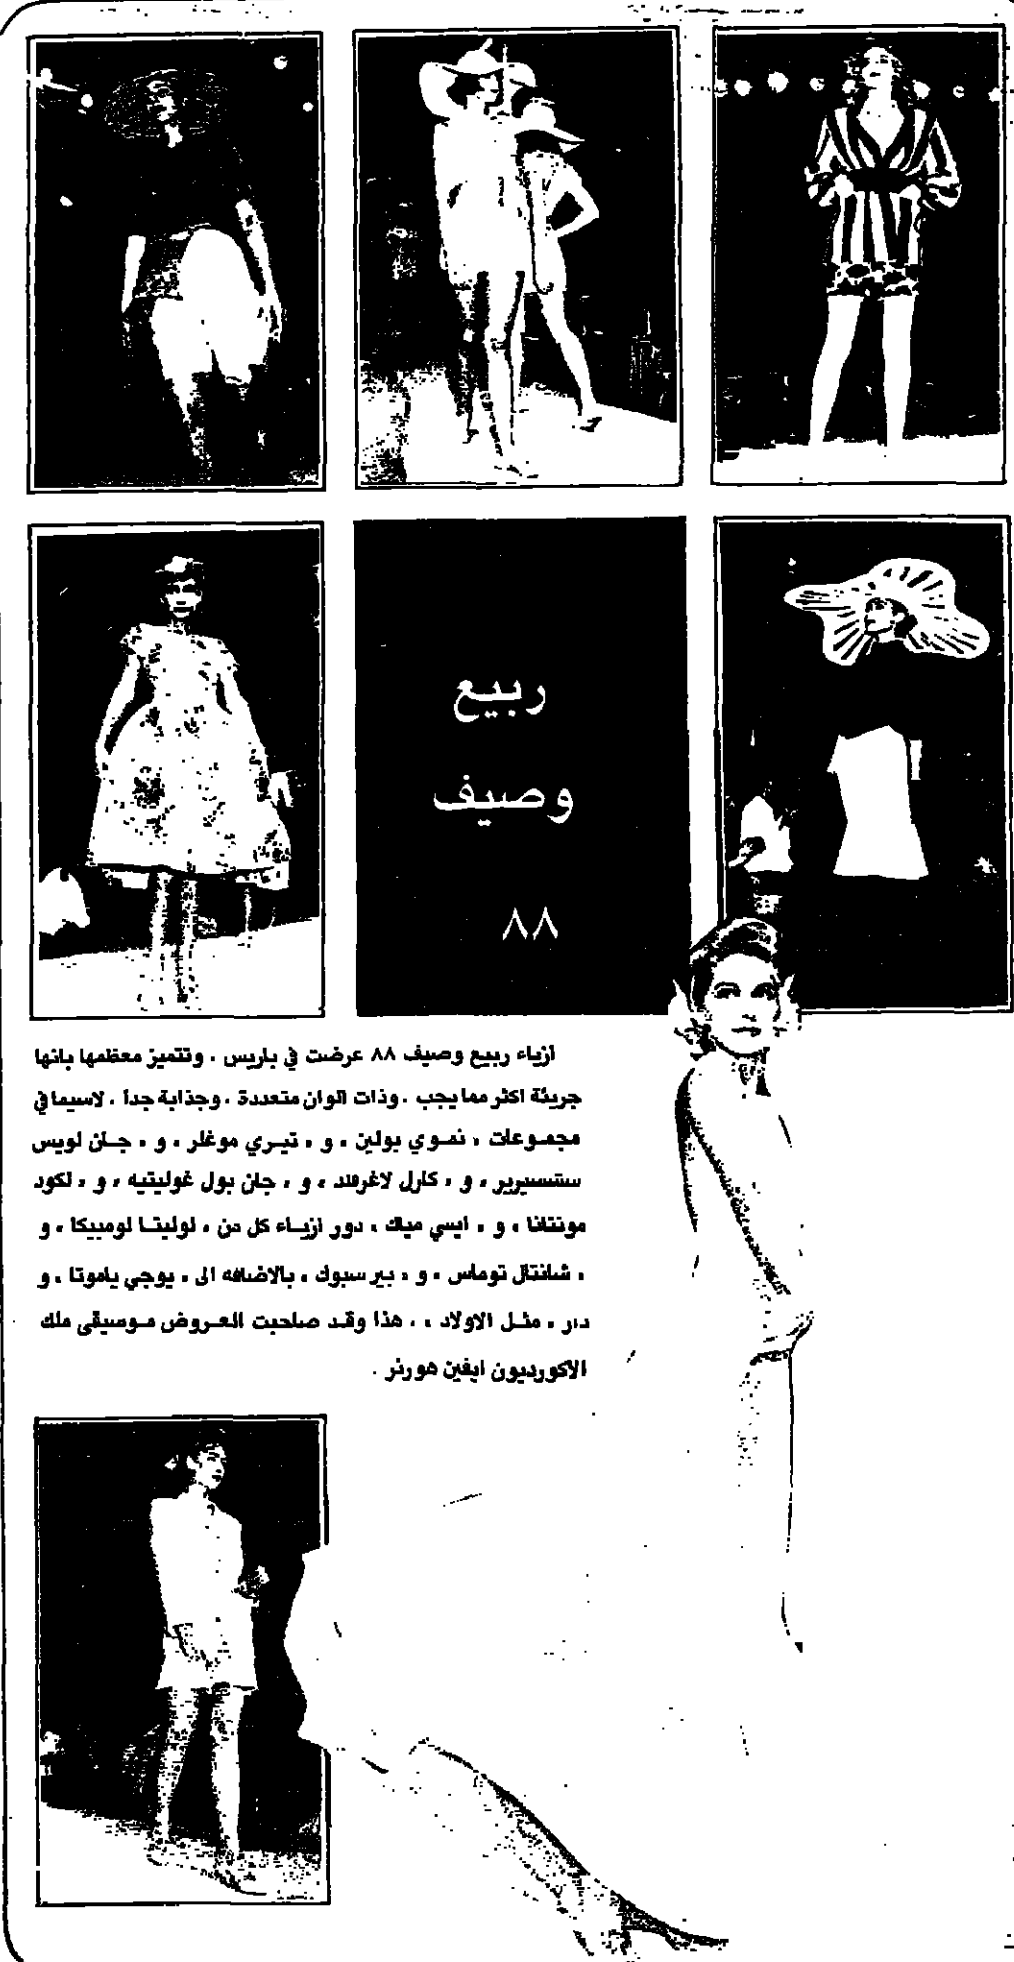 ربيع
وصيف
٨٨
ازياء ربيع وصيف ٨٨ عرضت في باريس . وتتميز معظمها بانها
جريئة اكثر مما يجب . وذات الوان متعددة . وجذابة جداً . لاسيما في
مجمـوعات ، نمـوي بولين ، و ، تيـري موغلر ، و ، جـان لويس
و ، كارل لاغرفلد ، و ، جان بول غوليتيه ، و ، لكود
مونتانا ، و ، ايسي مياك ، دور ازيـاء كل من ، لوليتـا لومبيكا ، و
، شانتال توماس ، و ، بير سبوك ، بالاضافه الى ، يوجي ياموتا ، و
دار ، مثـل الاولاد ، . هذا وقـد صاحبت العـروض مـوسيقى ملك
الاكورديون ايفين هورنر .